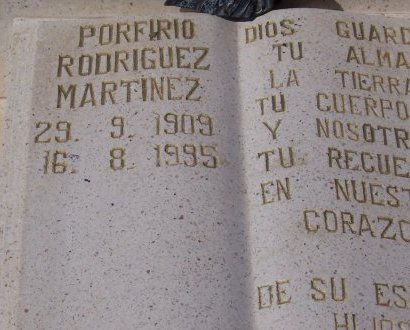 PORFIRIO
RODRIGUEZ
MARTINEZ
29. 9. 1909
16. 8. 1995
DIOS GUARD
TU ALMA
LA TIERRA
TU CUERPO
Y NOSOTR
TU RECUE
EN NUEST
CORAZO
DE SU ES
HIJOS